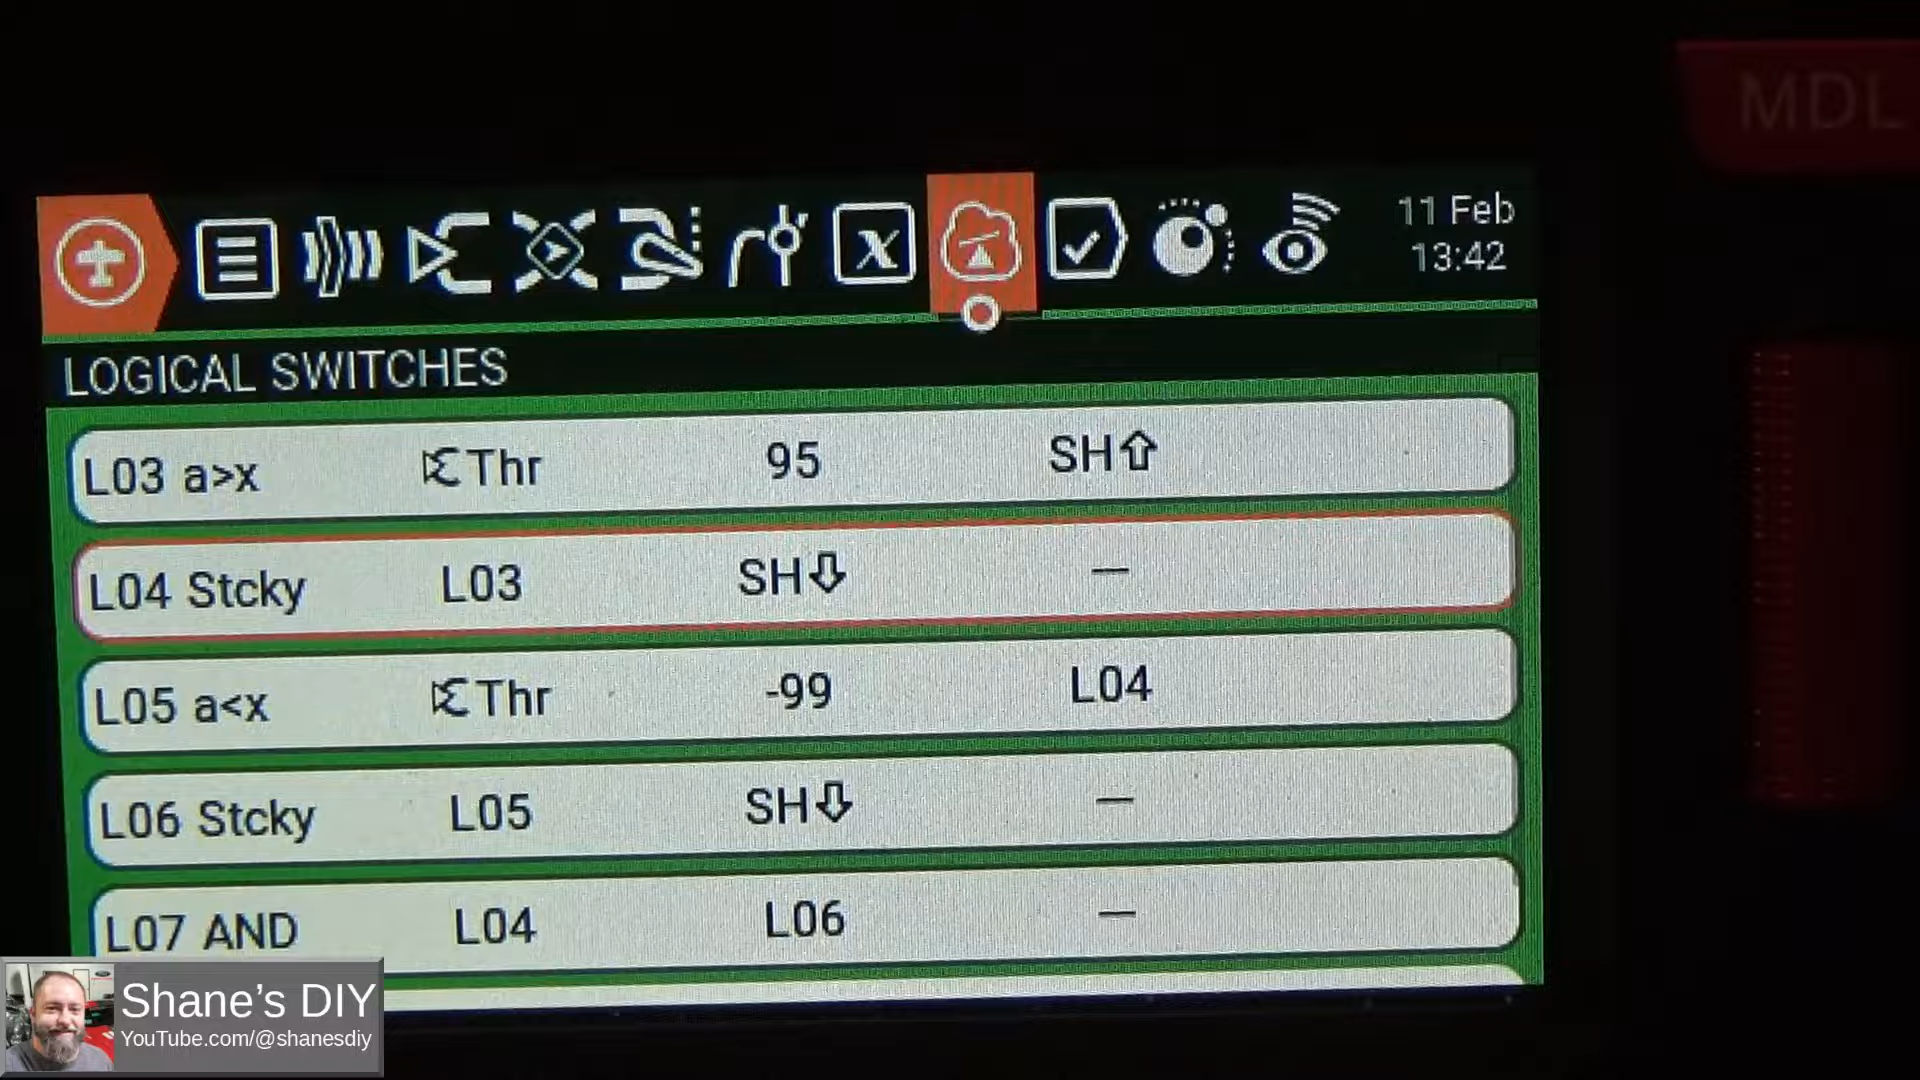 MDL
11 Feb
13:42
LOGICAL SWITCHES
L03 a>x Thr 95 SH⇧
L04 Stcky L03 SH⇩ —
L05 a<x Thr -99 L04
L06 Stcky L05 SH⇩ —
L07 AND L04 L06 —
Shane's DIY
YouTube.com/@shanesdiy